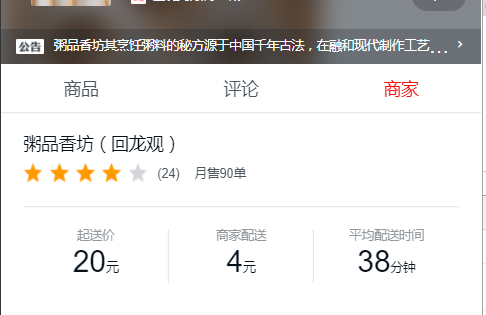 公告 粥品香坊其烹饪粥料的秘方源于中国千年古法，在融和现代制作工艺...
商品 评论 商家
粥品香坊（回龙观）
(24) 月售90单
起送价 商家配送 平均配送时间
20元 4元 38分钟